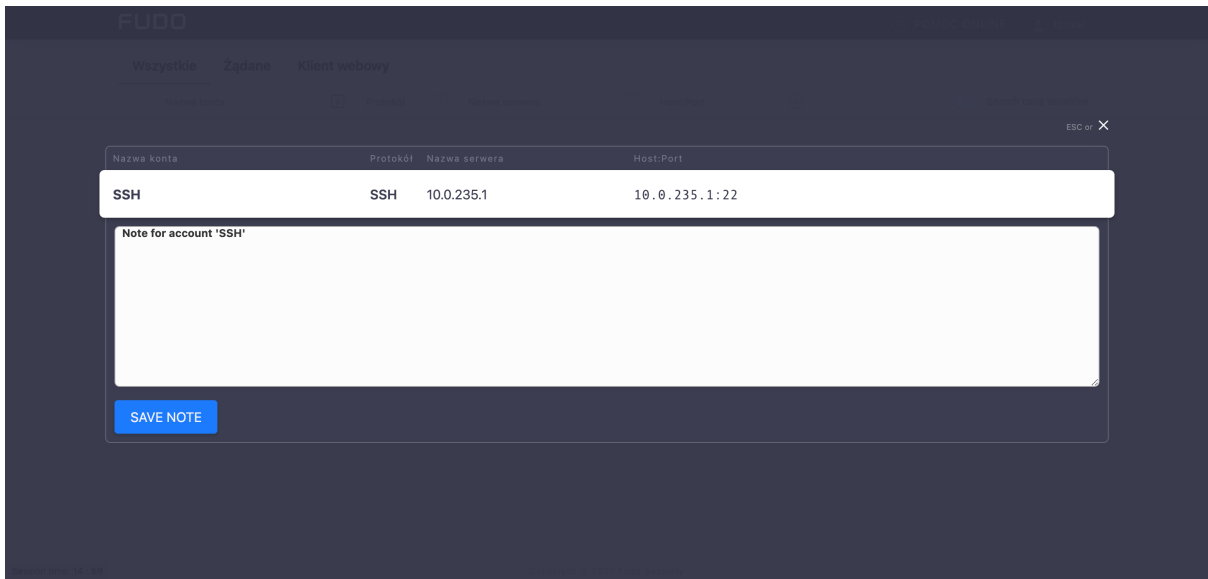 FUDO
Wszystkie Żądane Klient webowy
ESC or
Nazwa konta Protokół Nazwa serwera Host:Port
SSH SSH 10.0.235.1 10.0.235.1:22
Note for account 'SSH'
SAVE NOTE